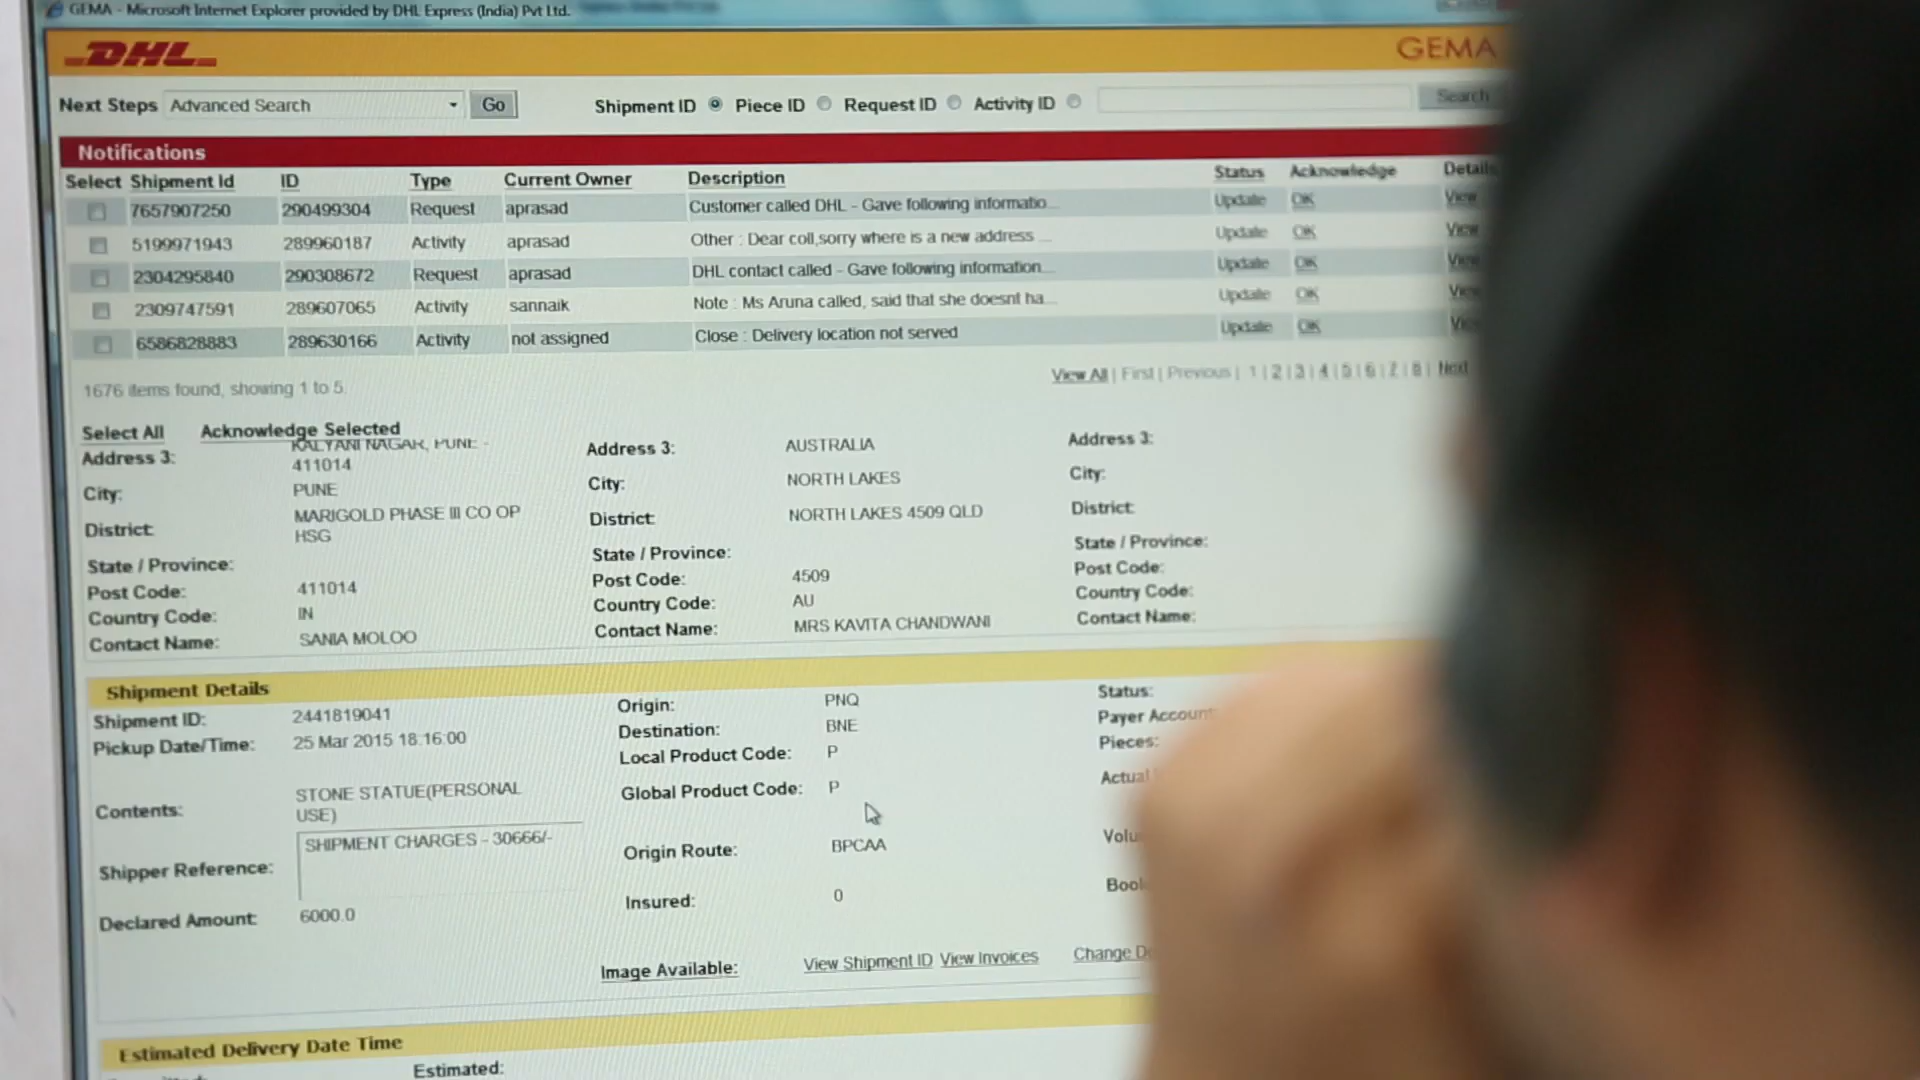 GEMA - Microsoft Internet Explorer provided by DHL Express (India) Pvt Ltd.
DHL GEMA
Next Steps Advanced Search Go Shipment ID Piece ID Request ID Activity ID Search
Notifications
Select Shipment Id ID Type Current Owner Description Status Acknowledge Details
7657907250 290499304 Request aprasad Customer called DHL - Gave following informatio... Update OK View
5199971943 289960187 Activity aprasad Other : Dear coll,sorry where is a new address ... Update OK View
2304295840 290308672 Request aprasad DHL contact called - Gave following information... Update OK View
2309747591 289607065 Activity sannaik Note : Ms Aruna called, said that she doesnt ha... Update OK View
6586828883 289630166 Activity not assigned Close : Delivery location not served Update OK View
1676 items found, showing 1 to 5.
View All | First | Previous | 1 | 2 | 3 | 4 | 5 | 6 | 7 | 8 | Next
Select All Acknowledge Selected
Address 3: KALYANI NAGAR, PUNE - 411014 Address 3: AUSTRALIA Address 3:
City: PUNE City: NORTH LAKES City:
District: MARIGOLD PHASE III CO OP HSG District: NORTH LAKES 4509 QLD District:
State / Province: State / Province: State / Province:
Post Code: 411014 Post Code: 4509 Post Code:
Country Code: IN Country Code: AU Country Code:
Contact Name: SANIA MOLOO Contact Name: MRS KAVITA CHANDWANI Contact Name:
Shipment Details
Shipment ID: 2441819041 Origin: PNQ Status:
Pickup Date/Time: 25 Mar 2015 18:16:00 Destination: BNE Payer Account:
Local Product Code: P Pieces:
Contents: STONE STATUE(PERSONAL USE) Global Product Code: P Actual
Shipper Reference: SHIPMENT CHARGES - 30666/- Origin Route: BPCAA Volu
Declared Amount: 6000.0 Insured: 0 Book
Image Available: View Shipment ID View Invoices Change De
Estimated Delivery Date Time
Estimated: